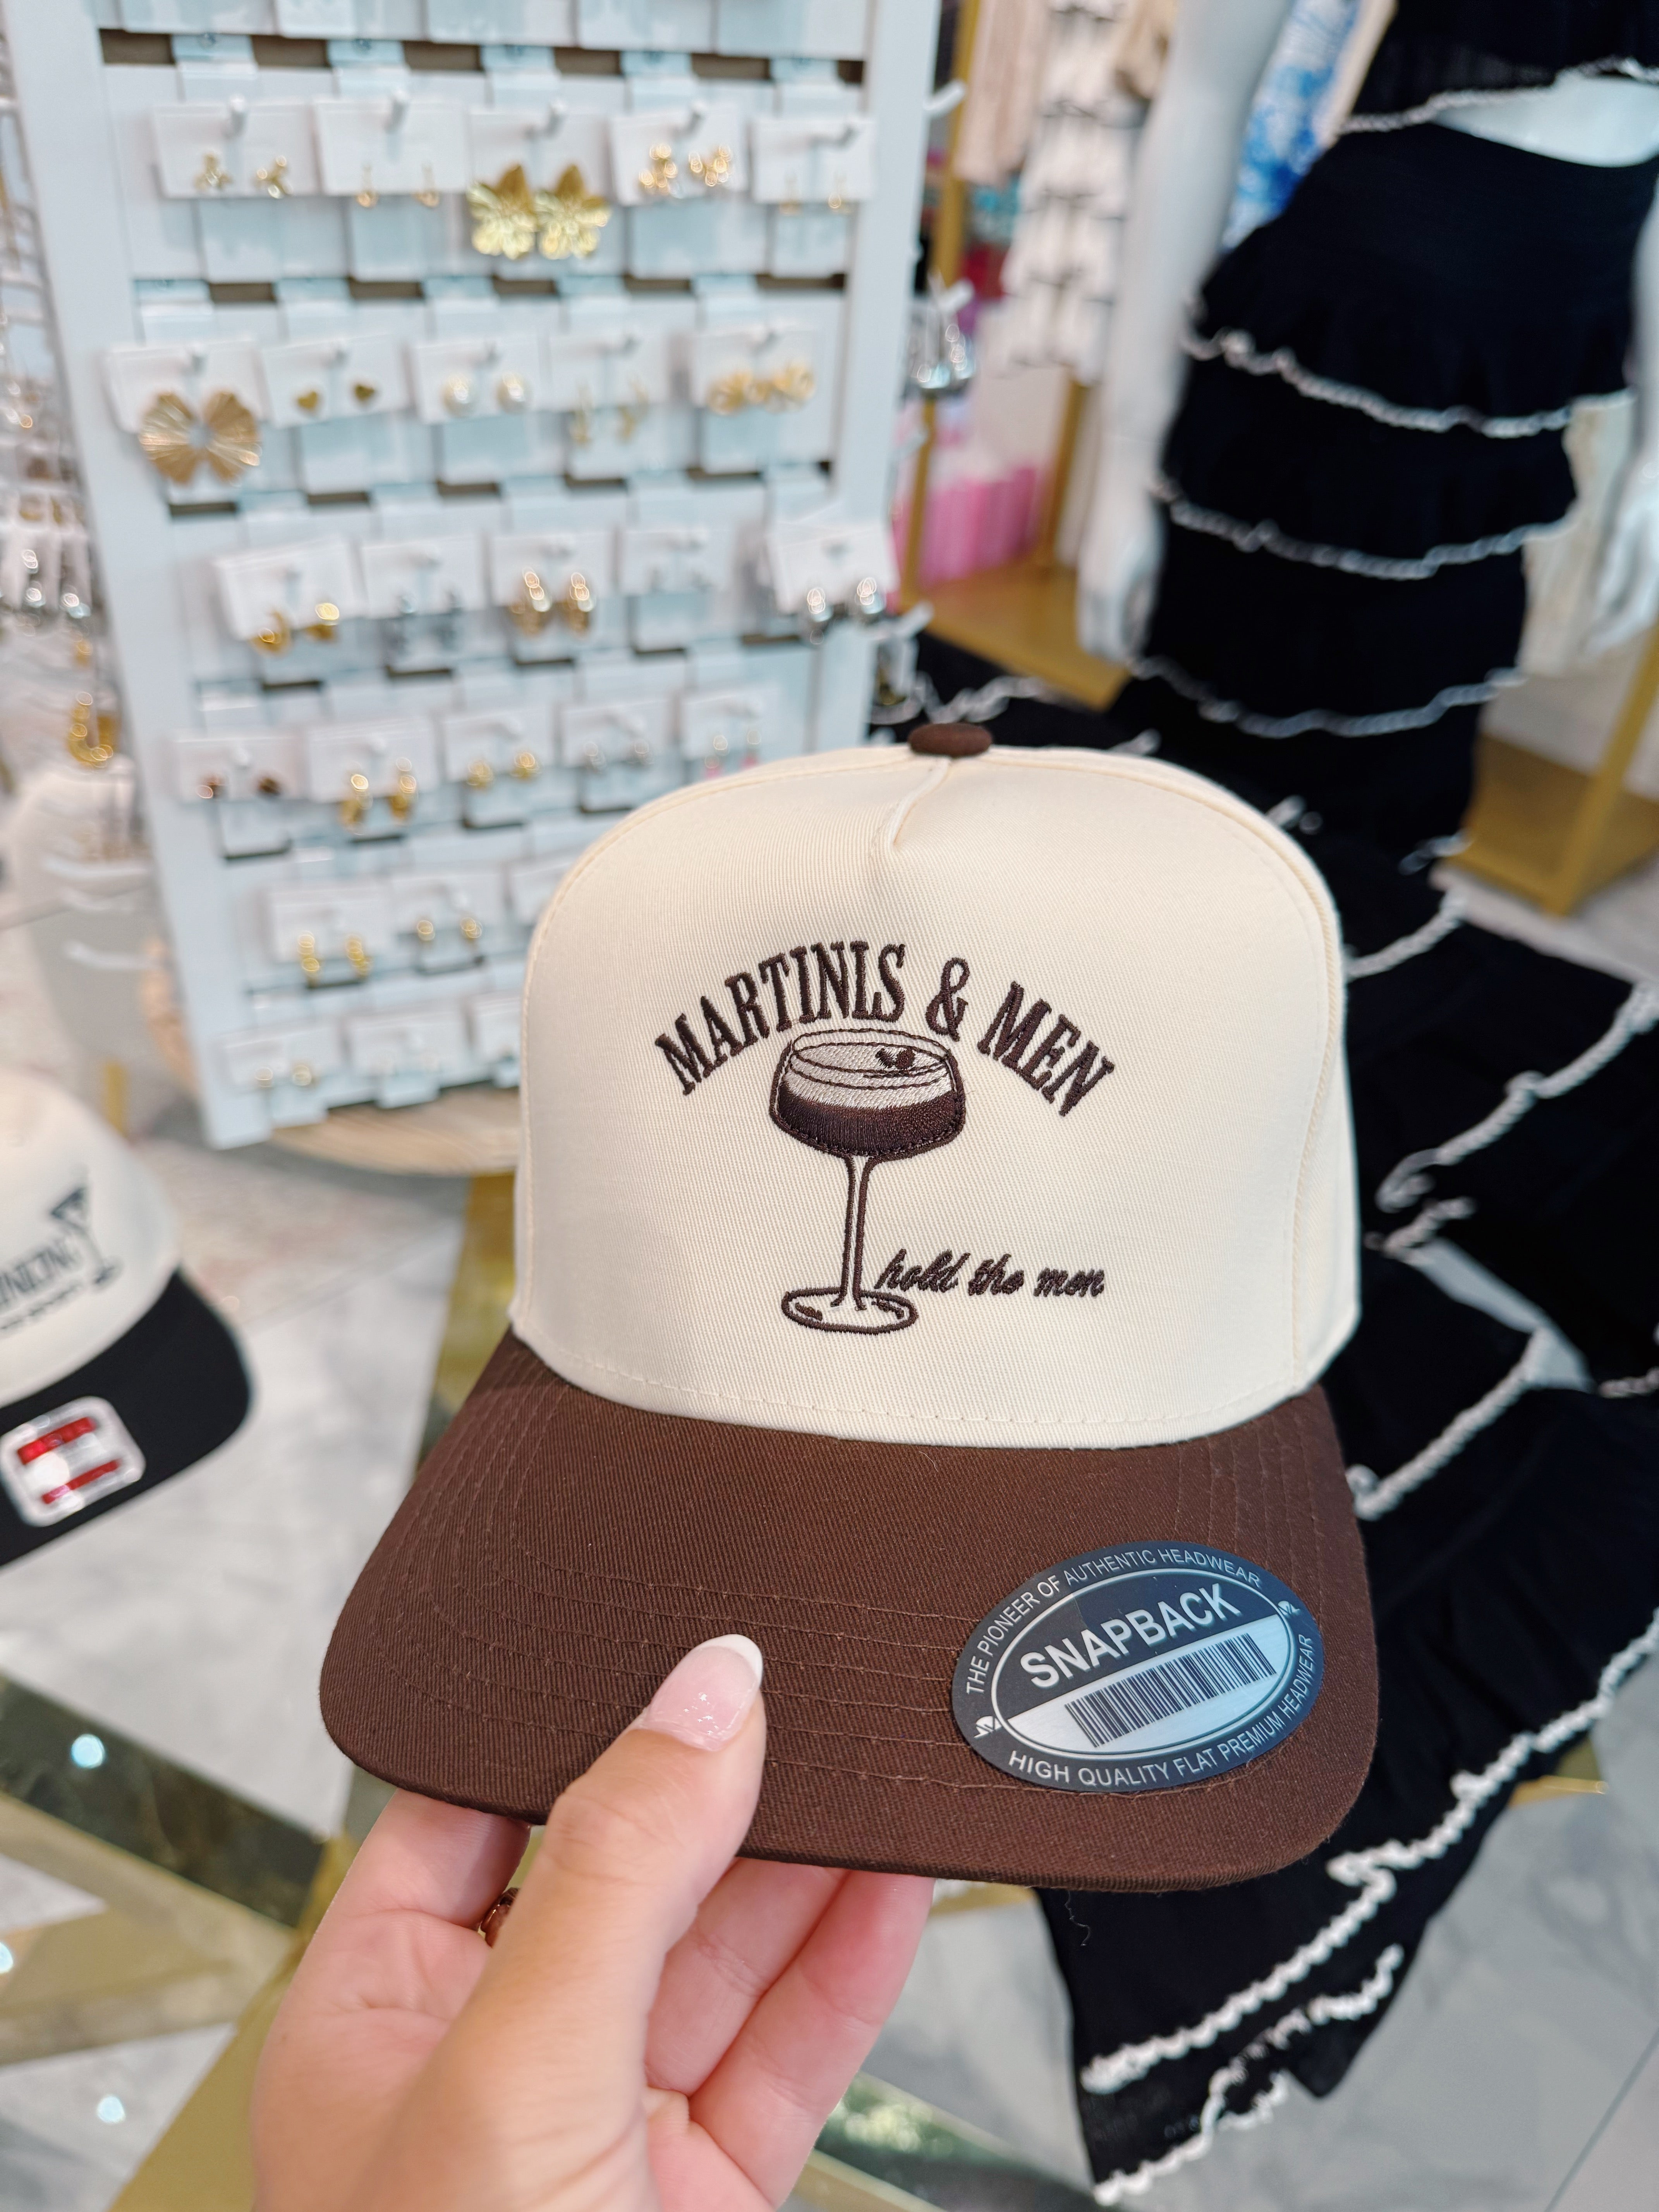 MARTINIS & MEN
hold the men
THE PIONEER OF AUTHENTIC HEADWEAR
SNAPBACK
HIGH QUALITY FLAT PREMIUM HEADWEAR